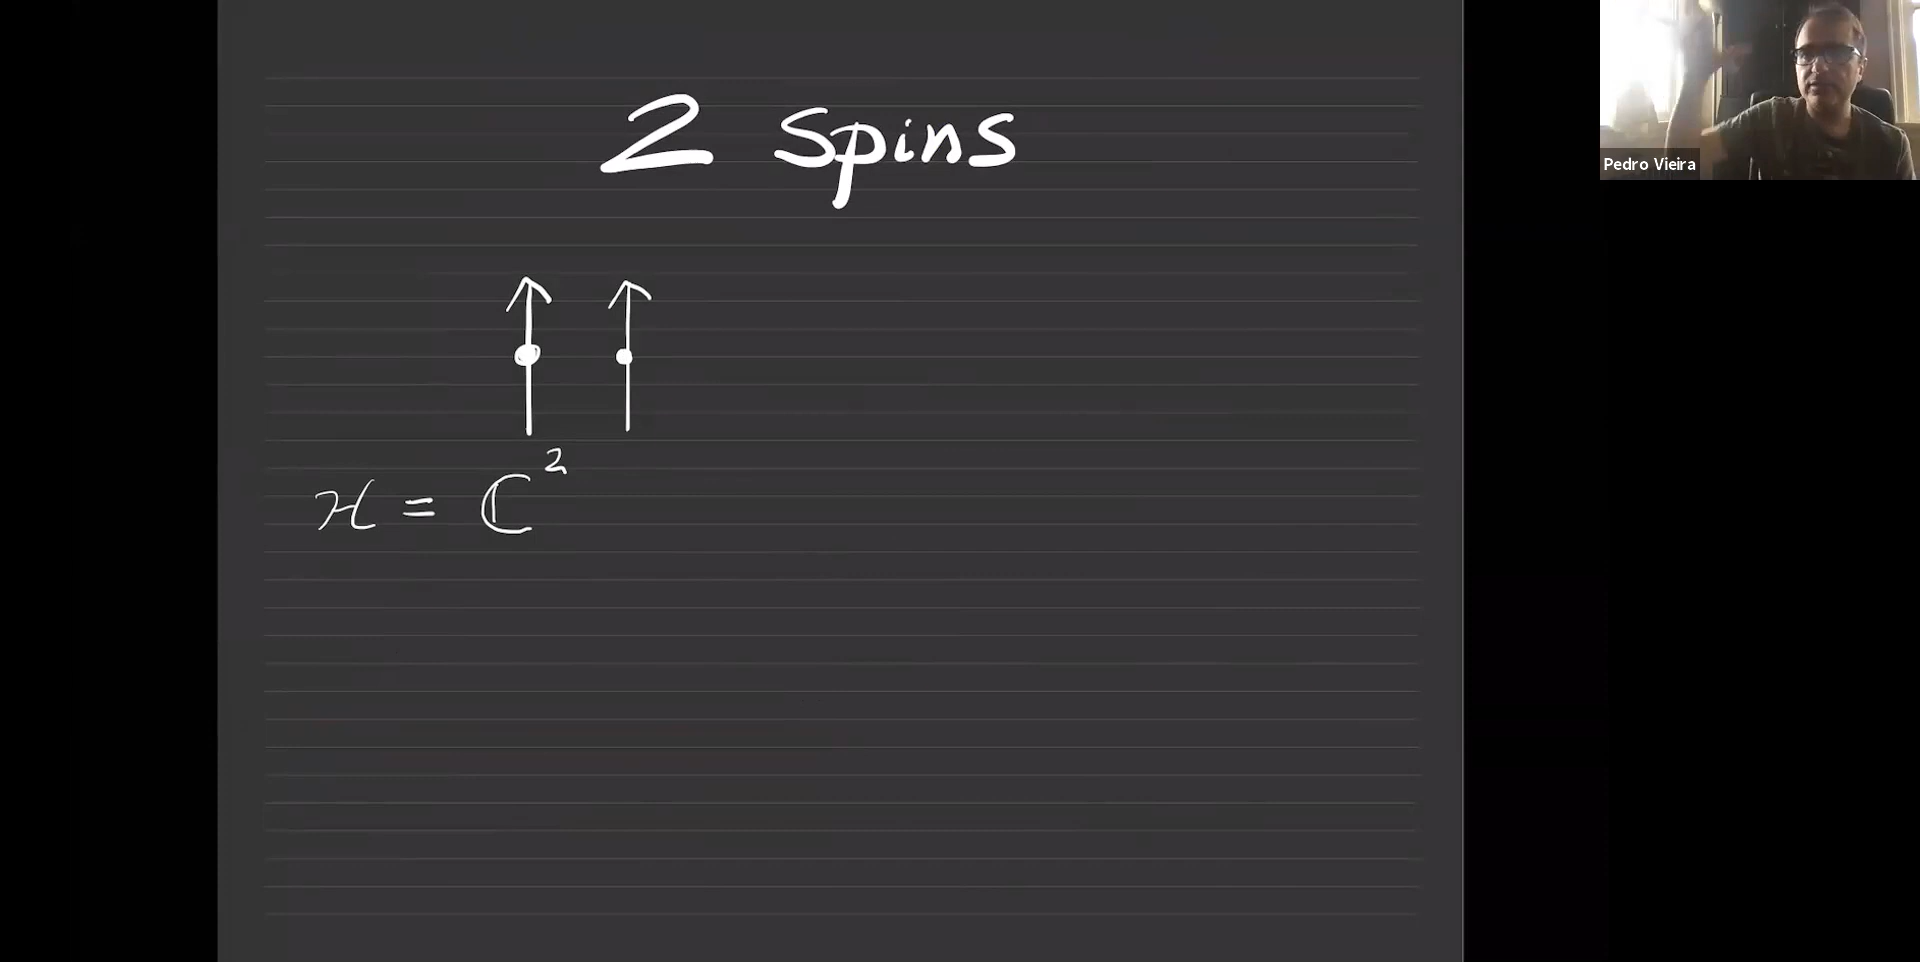 2 spins
ℋ = ℂ²
Pedro Vieira